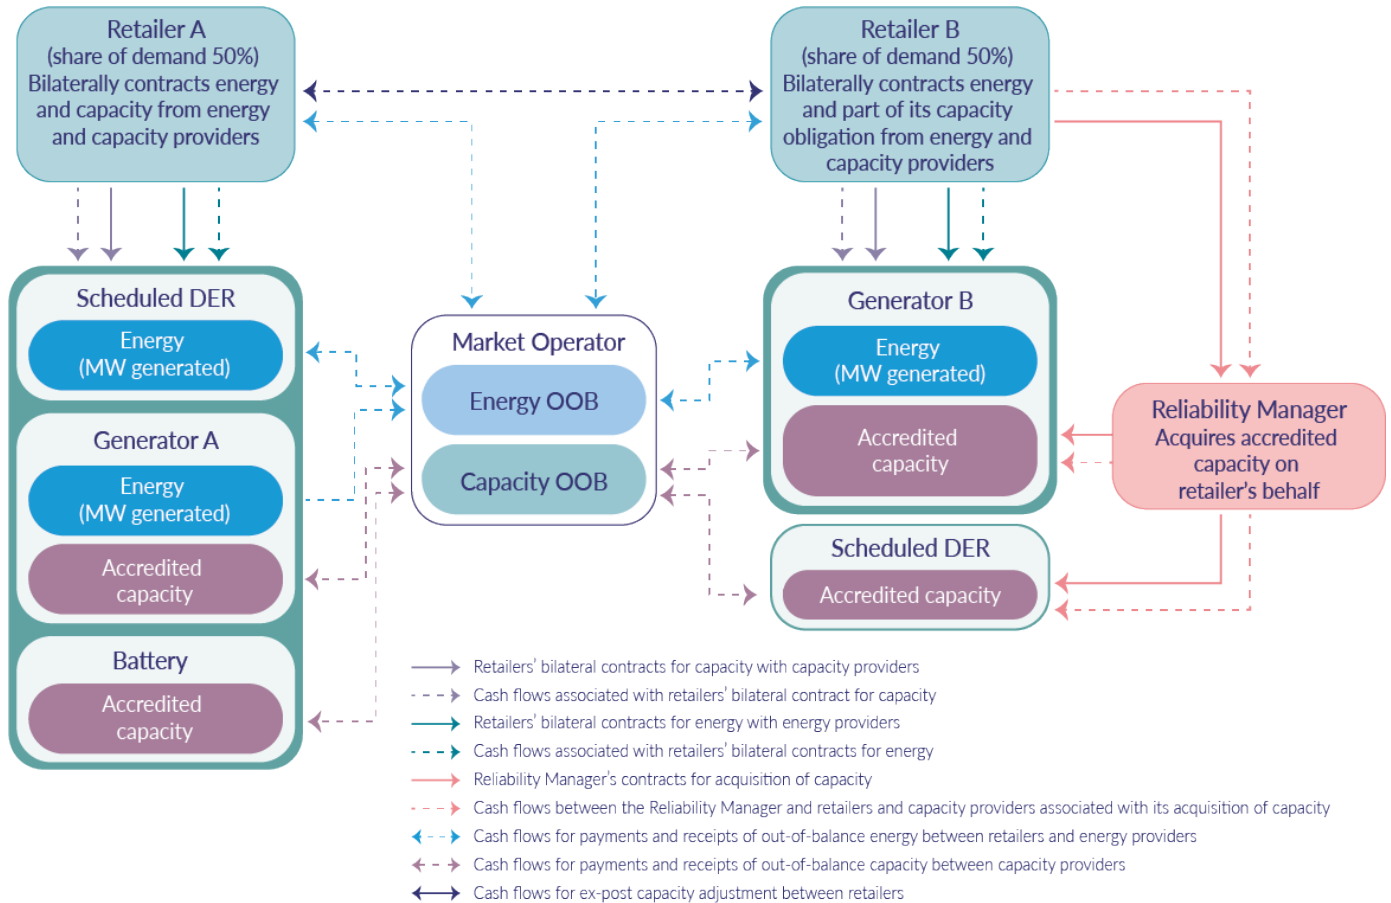 Retailer A
(share of demand 50%)
Bilaterally contracts energy
and capacity from energy
and capacity providers
Retailer B
(share of demand 50%)
Bilaterally contracts energy
and part of its capacity
obligation from energy and
capacity providers
Scheduled DER
Energy
(MW generated)
Generator A
Energy
(MW generated)
Accredited
capacity
Battery
Accredited
capacity
Market Operator
Energy OOB
Capacity OOB
Generator B
Energy
(MW generated)
Accredited
capacity
Scheduled DER
Accredited capacity
Reliability Manager
Acquires accredited
capacity on
retailer's behalf
Retailers' bilateral contracts for capacity with capacity providers
Cash flows associated with retailers' bilateral contract for capacity
Retailers' bilateral contracts for energy with energy providers
Cash flows associated with retailers' bilateral contracts for energy
Reliability Manager's contracts for acquisition of capacity
Cash flows between the Reliability Manager and retailers and capacity providers associated with its acquisition of capacity
Cash flows for payments and receipts of out-of-balance energy between retailers and energy providers
Cash flows for payments and receipts of out-of-balance capacity between capacity providers
Cash flows for ex-post capacity adjustment between retailers